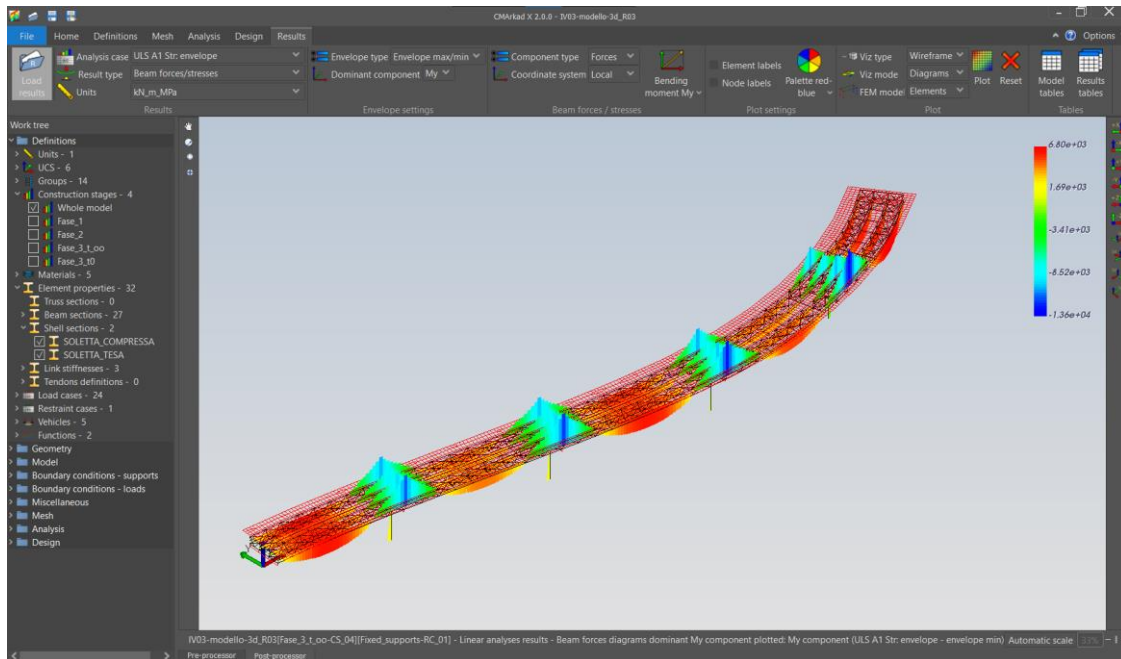 CMArkad X 2.0.0 - IV03-modello-3d_R03
File Home Definitions Mesh Analysis Design Results Options
Load results
Analysis case ULS A1 Str: envelope
Result type Beam forces/stresses
Units kN_m_MPa
Results
Envelope type Envelope max/min
Dominant component My
Envelope settings
Component type Forces
Coordinate system Local
Bending moment My
Beam forces / stresses
Element labels
Node labels
Palette red-blue
Plot settings
Viz type Wireframe
Viz mode Diagrams
FEM model Elements
Plot Reset
Plot
Model tables
Results tables
Tables
Work tree
Definitions
Units - 1
UCS - 6
Groups - 14
Construction stages - 4
Whole model
Fase_1
Fase_2
Fase_3_t_oo
Fase_3_t0
Materials - 5
Element properties - 32
Truss sections - 0
Beam sections - 27
Shell sections - 2
SOLETTA_COMPRESSA
SOLETTA_TESA
Link stiffnesses - 3
Tendons definitions - 0
Load cases - 24
Restraint cases - 1
Vehicles - 5
Functions - 2
Geometry
Model
Boundary conditions - supports
Boundary conditions - loads
Miscellaneous
Mesh
Analysis
Design
6.80e+03
1.69e+03
-3.41e+03
-8.52e+03
-1.36e+04
IV03-modello-3d_R03[Fase_3_t_oo-CS_04][Fixed_supports-RC_01] - Linear analyses results - Beam forces diagrams dominant My component plotted: My component (ULS A1 Str: envelope - envelope min) Automatic scale 33%
Pre-processor Post-processor